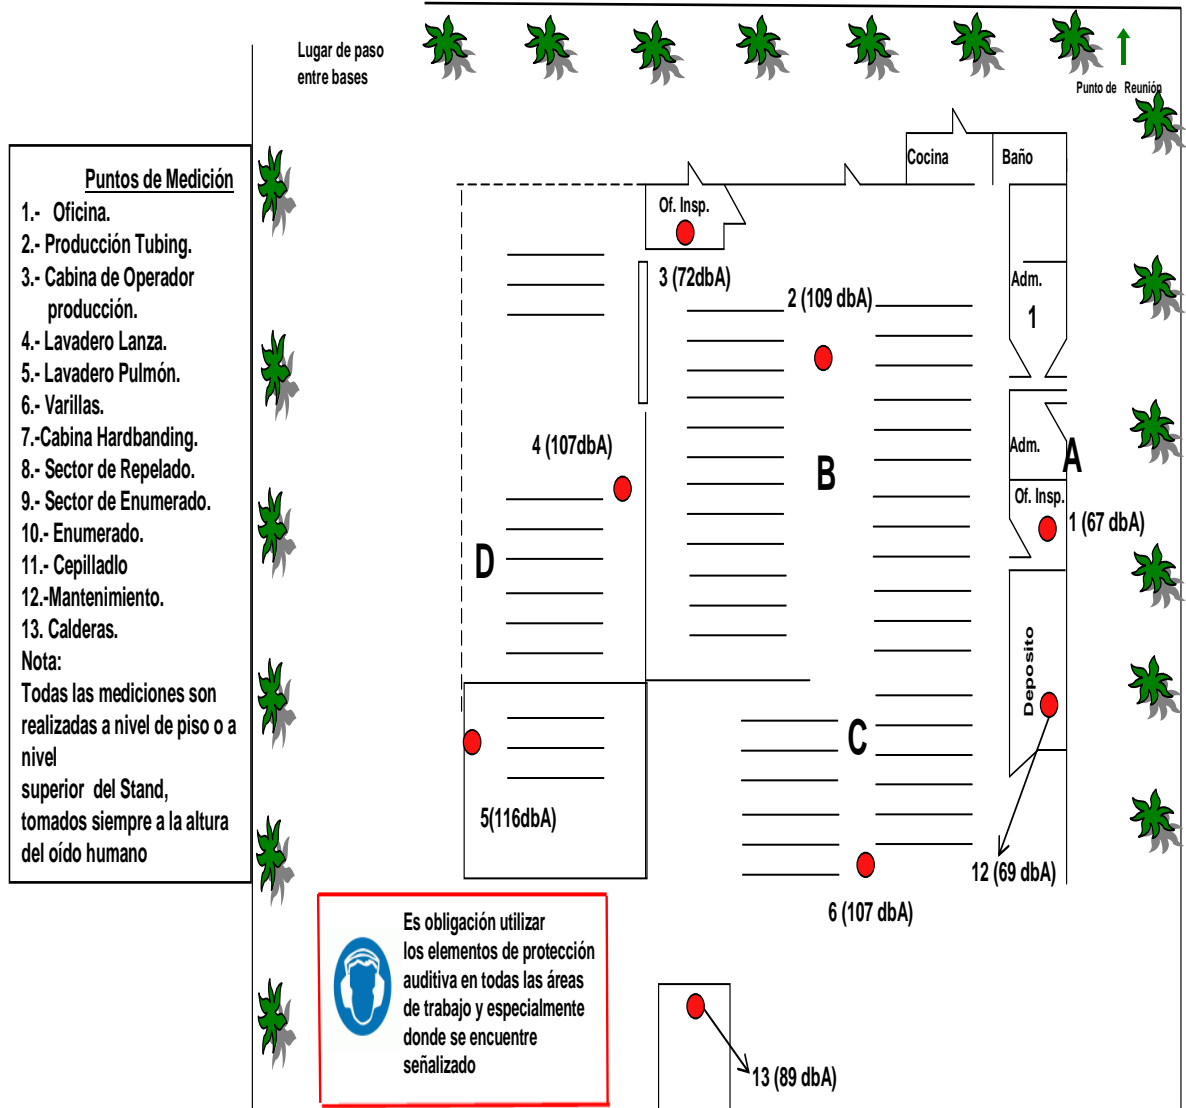 Lugar de paso
entre bases
Punto de Reunión
Puntos de Medición
1.- Oficina.
2.- Producción Tubing.
3.- Cabina de Operador
producción.
4.- Lavadero Lanza.
5.- Lavadero Pulmón.
6.- Varillas.
7.-Cabina Hardbanding.
8.- Sector de Repelado.
9.- Sector de Enumerado.
10.- Enumerado.
11.- Cepilladlo
12.-Mantenimiento.
13. Calderas.
Nota:
Todas las mediciones son
realizadas a nivel de piso o a
nivel
superior del Stand,
tomados siempre a la altura
del oído humano
Cocina
Baño
Of. Insp.
3 (72dbA)
2 (109 dbA)
Adm.
1
4 (107dbA)
B
Adm.
A
Of. Insp.
1 (67 dbA)
D
Deposito
C
5(116dbA)
12 (69 dbA)
6 (107 dbA)
Es obligación utilizar
los elementos de protección
auditiva en todas las áreas
de trabajo y especialmente
donde se encuentre
señalizado
13 (89 dbA)